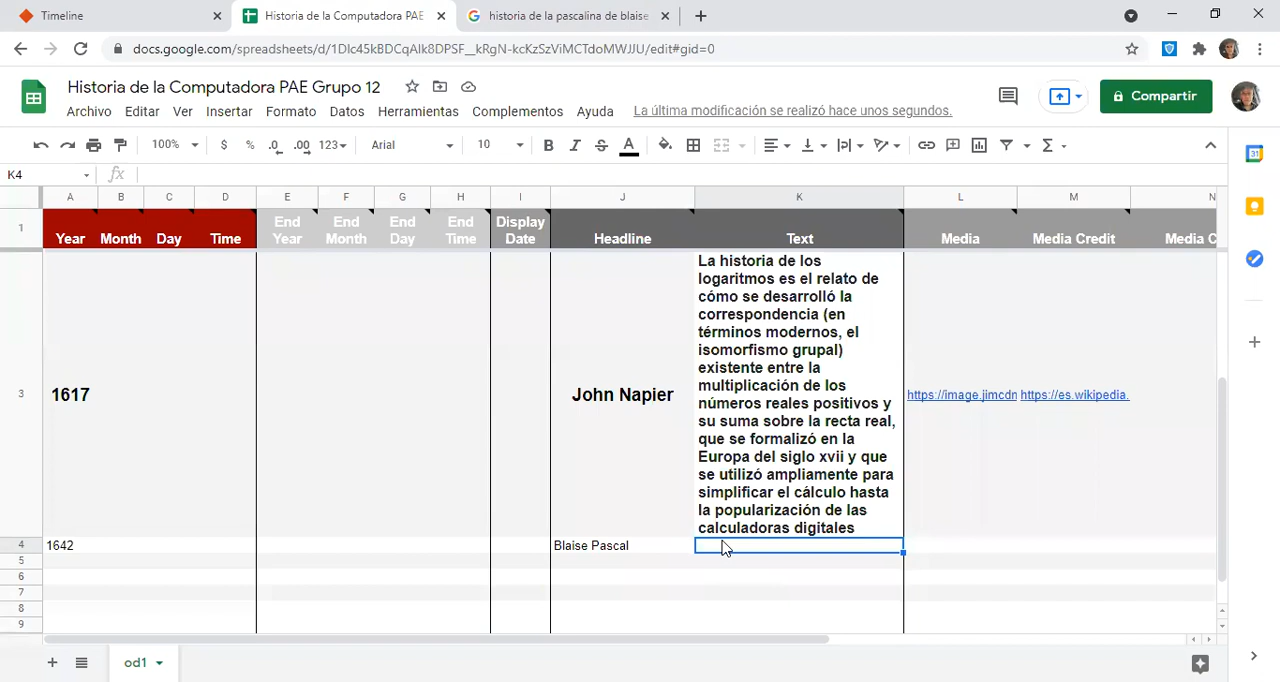 Timeline
Historia de la Computadora PAE
historia de la pascalina de blaise
docs.google.com/spreadsheets/d/1Dlc45kBDCqAlk8DPSF__kRgN-kcKzSzViMCTdoMWJJU/edit#gid=0
Historia de la Computadora PAE Grupo 12
Compartir
Archivo Editar Ver Insertar Formato Datos Herramientas Complementos Ayuda La última modificación se realizó hace unos segundos.
100% $ % .0 .00 123 Arial 10 B I S A
K4 fx
A B C D E F G H I J K L M N
1 Year Month Day Time End Year End Month End Day End Time Display Date Headline Text Media Media Credit Media C
La historia de los
logaritmos es el relato de
cómo se desarrolló la
correspondencia (en
términos modernos, el
isomorfismo grupal)
existente entre la
multiplicación de los
números reales positivos y
su suma sobre la recta real,
que se formalizó en la
Europa del siglo xvii y que
se utilizó ampliamente para
simplificar el cálculo hasta
la popularización de las
calculadoras digitales
3 1617 John Napier https://image.jimcdn https://es.wikipedia.
4 1642 Blaise Pascal
5
6
7
8
9
od1
31